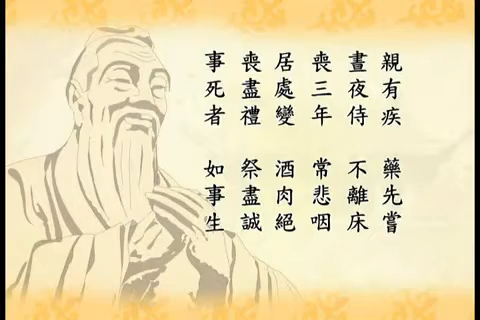 親有疾 藥先嘗
晝夜侍 不離床
喪三年 常悲咽
居處變 酒肉絕
喪盡禮 祭盡誠
事死者 如事生